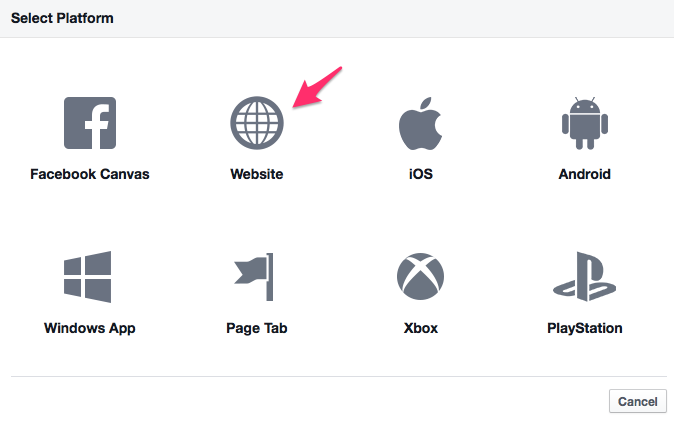 Select Platform
Facebook Canvas
Website
iOS
Android
Windows App
Page Tab
Xbox
PlayStation
Cancel